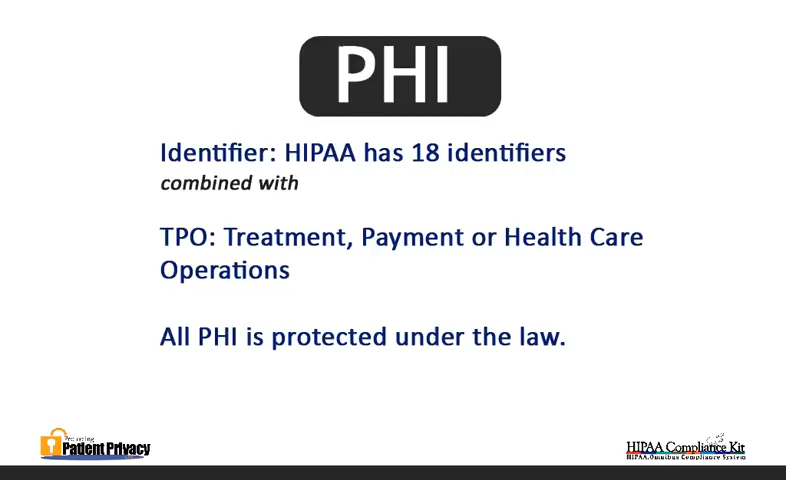 PHI
Identifier: HIPAA has 18 identifiers
combined with
TPO: Treatment, Payment or Health Care
Operations
All PHI is protected under the law.
Protecting
Patient Privacy
HIPAA Compliance Kit
HIPAA Omnibus Compliance System